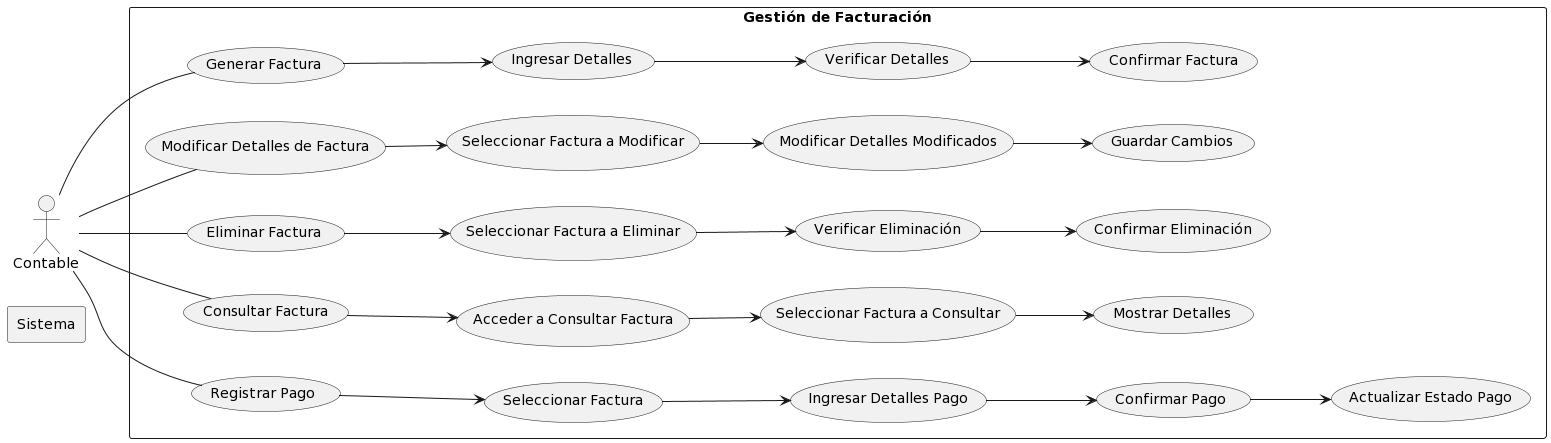 Gestión de Facturación
Generar Factura
Ingresar Detalles
Verificar Detalles
Confirmar Factura
Modificar Detalles de Factura
Seleccionar Factura a Modificar
Modificar Detalles Modificados
Guardar Cambios
Contable
Eliminar Factura
Seleccionar Factura a Eliminar
Verificar Eliminación
Confirmar Eliminación
Sistema
Consultar Factura
Acceder a Consultar Factura
Seleccionar Factura a Consultar
Mostrar Detalles
Registrar Pago
Seleccionar Factura
Ingresar Detalles Pago
Confirmar Pago
Actualizar Estado Pago